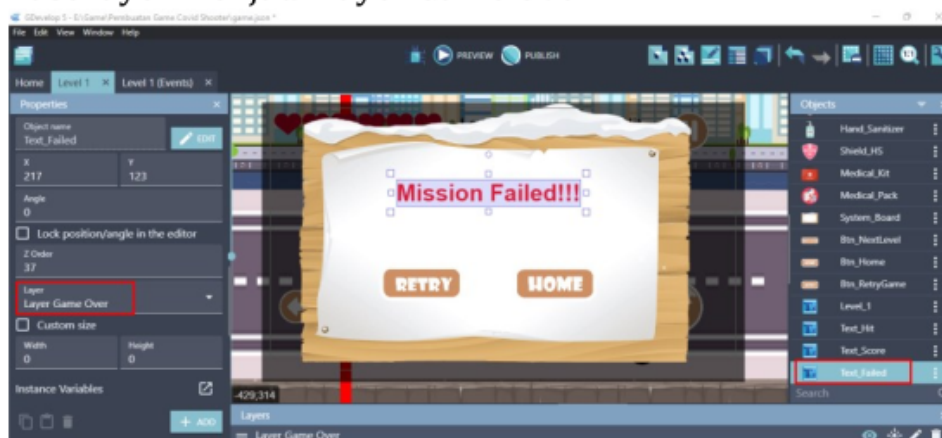 GDevelop 5 - E:\Game\Pembuatan Game Covid Shooter\game.json *
File Edit View Window Help
PREVIEW PUBLISH
Home Level 1 × Level 1 (Events) ×
Properties ×
Object name
Text_Failed
EDIT
X Y
217 123
Angle
0
Lock position/angle in the editor
Z Order
37
Layer
Layer Game Over
Custom size
Width Height
0 0
Instance Variables
+ ADD
Mission Failed!!!
RETRY HOME
-429,314
Layers
Layer Game Over
Objects
Hand_Sanitizer
Shield_HS
Medical_Kit
Medical_Pack
System_Board
Btn_NextLevel
Btn_Home
Btn_RetryGame
Level_1
Text_Hit
Text_Score
Text_Failed
Search